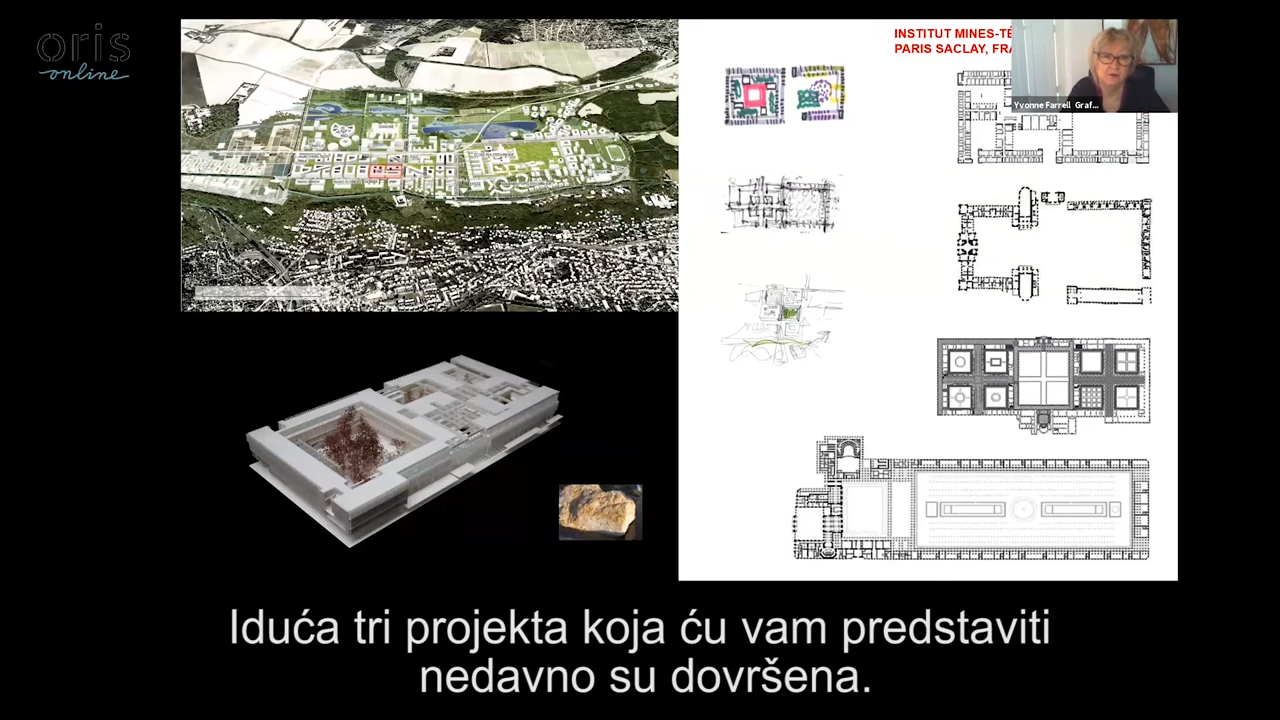 oris
online
INSTITUT MINES-TÉ
PARIS SACLAY, FRA
Yvonne Farrell Graf...
Iduća tri projekta koja ću vam predstaviti
nedavno su dovršena.